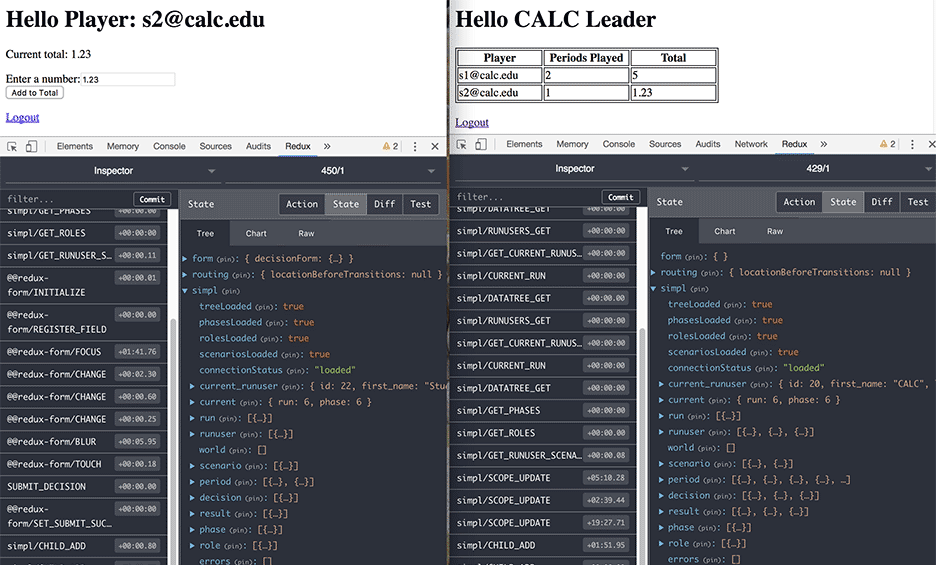 Hello Player: s2@calc.edu
Current total: 1.23
Enter a number: 1.23
Add to Total
Logout
Elements Memory Console Sources Audits Redux » 2
Inspector 450/1
filter... Commit
simpl/GET_PHASES +00:00.00
simpl/GET_ROLES +00:00:00
simpl/GET_RUNUSER_S... +00:00.11
@@redux-form/INITIALIZE +00:00.01
@@redux-form/REGISTER_FIELD +00:00.00
@@redux-form/FOCUS +01:41.76
@@redux-form/CHANGE +00:02.30
@@redux-form/CHANGE +00:00.60
@@redux-form/CHANGE +00:00.25
@@redux-form/BLUR +00:05.95
@@redux-form/TOUCH +00:00.18
SUBMIT_DECISION +00:00.00
@@redux-form/SET_SUBMIT_SUC... +00:00.00
simpl/CHILD_ADD +00:00.80
State Action State Diff Test
Tree Chart Raw
form (pin): { decisionForm: {…} }
routing (pin): { locationBeforeTransitions: null }
simpl (pin)
treeLoaded (pin): true
phasesLoaded (pin): true
rolesLoaded (pin): true
scenariosLoaded (pin): true
connectionStatus (pin): "loaded"
current_runuser (pin): { id: 22, first_name: "Stu
current (pin): { run: 6, phase: 6 }
run (pin): [{…}]
runuser (pin): [{…}]
world (pin): []
scenario (pin): [{…}]
period (pin): [{…}, {…}]
decision (pin): [{…}]
result (pin): [{…}]
phase (pin): [{…}]
role (pin): [{…}]
errors (pin): []
Hello CALC Leader
Player Periods Played Total
s1@calc.edu 2 5
s2@calc.edu 1 1.23
Logout
Elements Memory Console Sources Audits Network Redux » 2
Inspector 429/1
filter... Commit
simpl/DATATREE_GET +00:00.00
simpl/RUNUSERS_GET +00:00:00
simpl/GET_CURRENT_RUNUS... +00:00:00
simpl/CURRENT_RUN +00:00:00
simpl/DATATREE_GET +00:00.00
simpl/RUNUSERS_GET +00:00:00
simpl/GET_CURRENT_RUNUS... +00:00:00
simpl/CURRENT_RUN +00:00:00
simpl/DATATREE_GET +00:00:00
simpl/GET_PHASES +00:00:00
simpl/GET_ROLES +00:00.00
simpl/GET_RUNUSER_SCENA... +00:00.08
simpl/SCOPE_UPDATE +05:10.28
simpl/SCOPE_UPDATE +02:39.44
simpl/SCOPE_UPDATE +19:27.71
simpl/CHILD_ADD +01:51.95
State Action State Diff Test
Tree Chart Raw
form (pin): { }
routing (pin): { locationBeforeTransitions: null }
simpl (pin)
treeLoaded (pin): true
phasesLoaded (pin): true
rolesLoaded (pin): true
scenariosLoaded (pin): true
connectionStatus (pin): "loaded"
current_runuser (pin): { id: 20, first_name: "CALC",
current (pin): { run: 6, phase: 6 }
run (pin): [{…}]
runuser (pin): [{…}, {…}, {…}]
world (pin): []
scenario (pin): [{…}, {…}]
period (pin): [{…}, {…}, {…}, {…}, …]
decision (pin): [{…}, {…}, {…}]
result (pin): [{…}, {…}, {…}]
phase (pin): [{…}]
role (pin): [{…}]
errors (pin): []